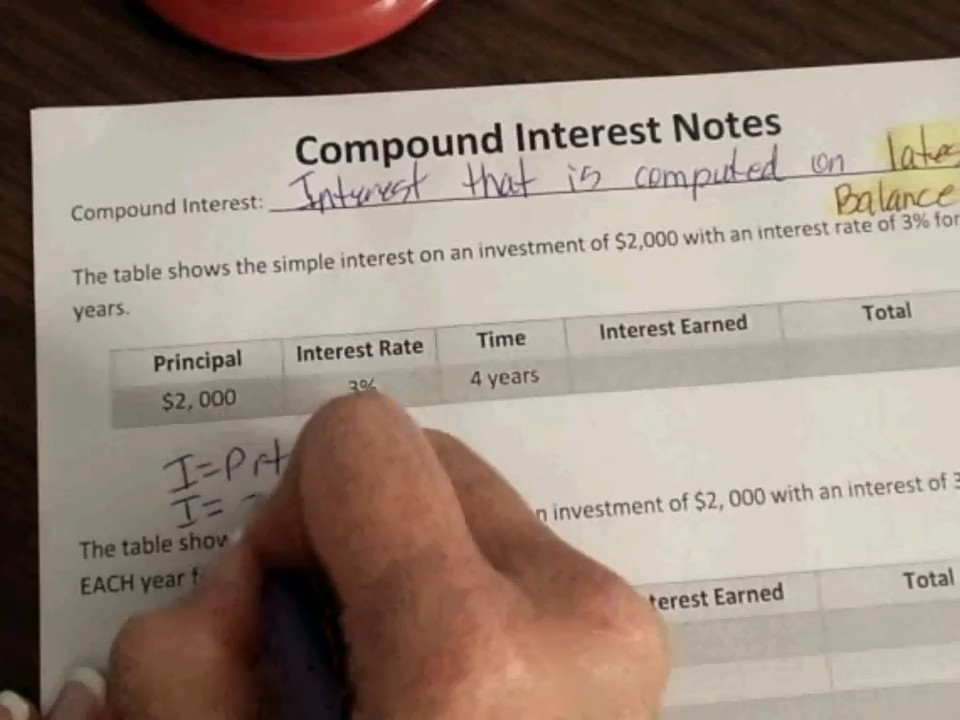 Compound Interest Notes
Compound Interest: Interest that is computed on
Balance
The table shows the simple interest on an investment of $2,000 with an interest rate of 3% for
years.
Principal Interest Rate Time Interest Earned Total
$2, 000 3% 4 years
I=Prt
I=
The table investment of $2, 000 with an interest of
EACH year
Earned Total